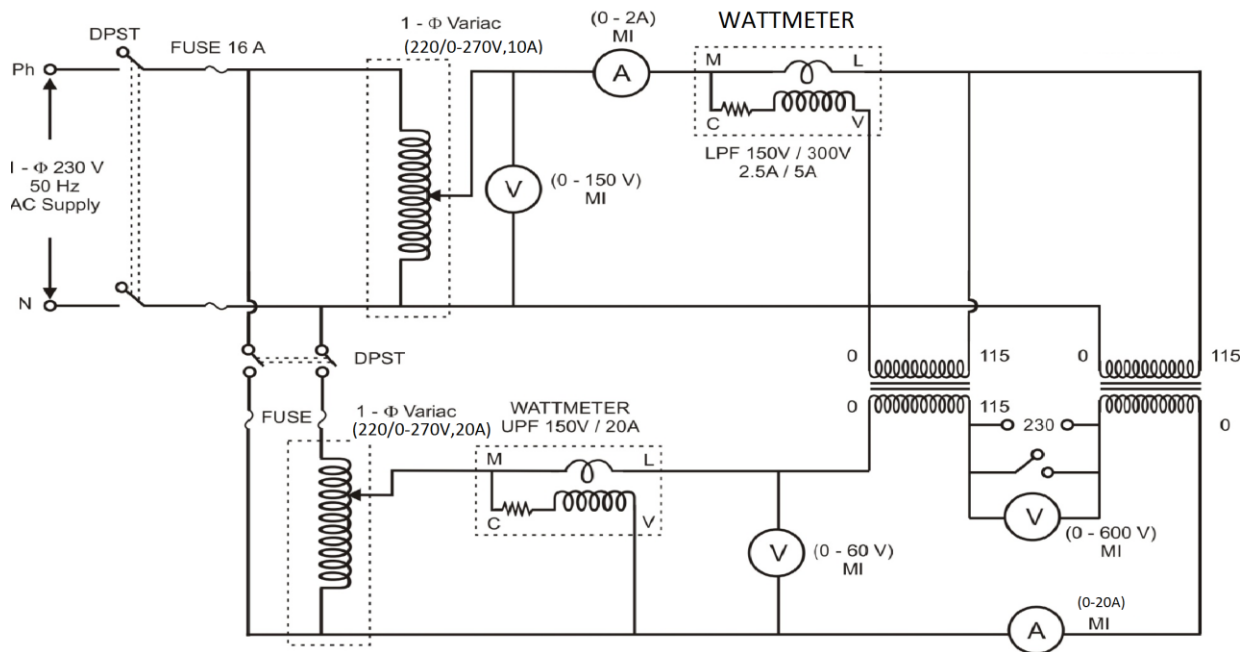 DPST
FUSE 16 A
1 - Φ Variac
(220/0-270V,10A)
(0 - 2A)
MI
WATTMETER
Ph
A
M
L
C
V
LPF 150V / 300V
2.5A / 5A
I - Φ 230 V
50 Hz
AC Supply
V
(0 - 150 V)
MI
N
DPST
0
115
0
115
0
115
230
0
FUSE
1 - Φ Variac
(220/0-270V,20A)
WATTMETER
UPF 150V / 20A
M
L
C
V
V
(0 - 60 V)
MI
V
(0 - 600 V)
MI
A
(0-20A)
MI